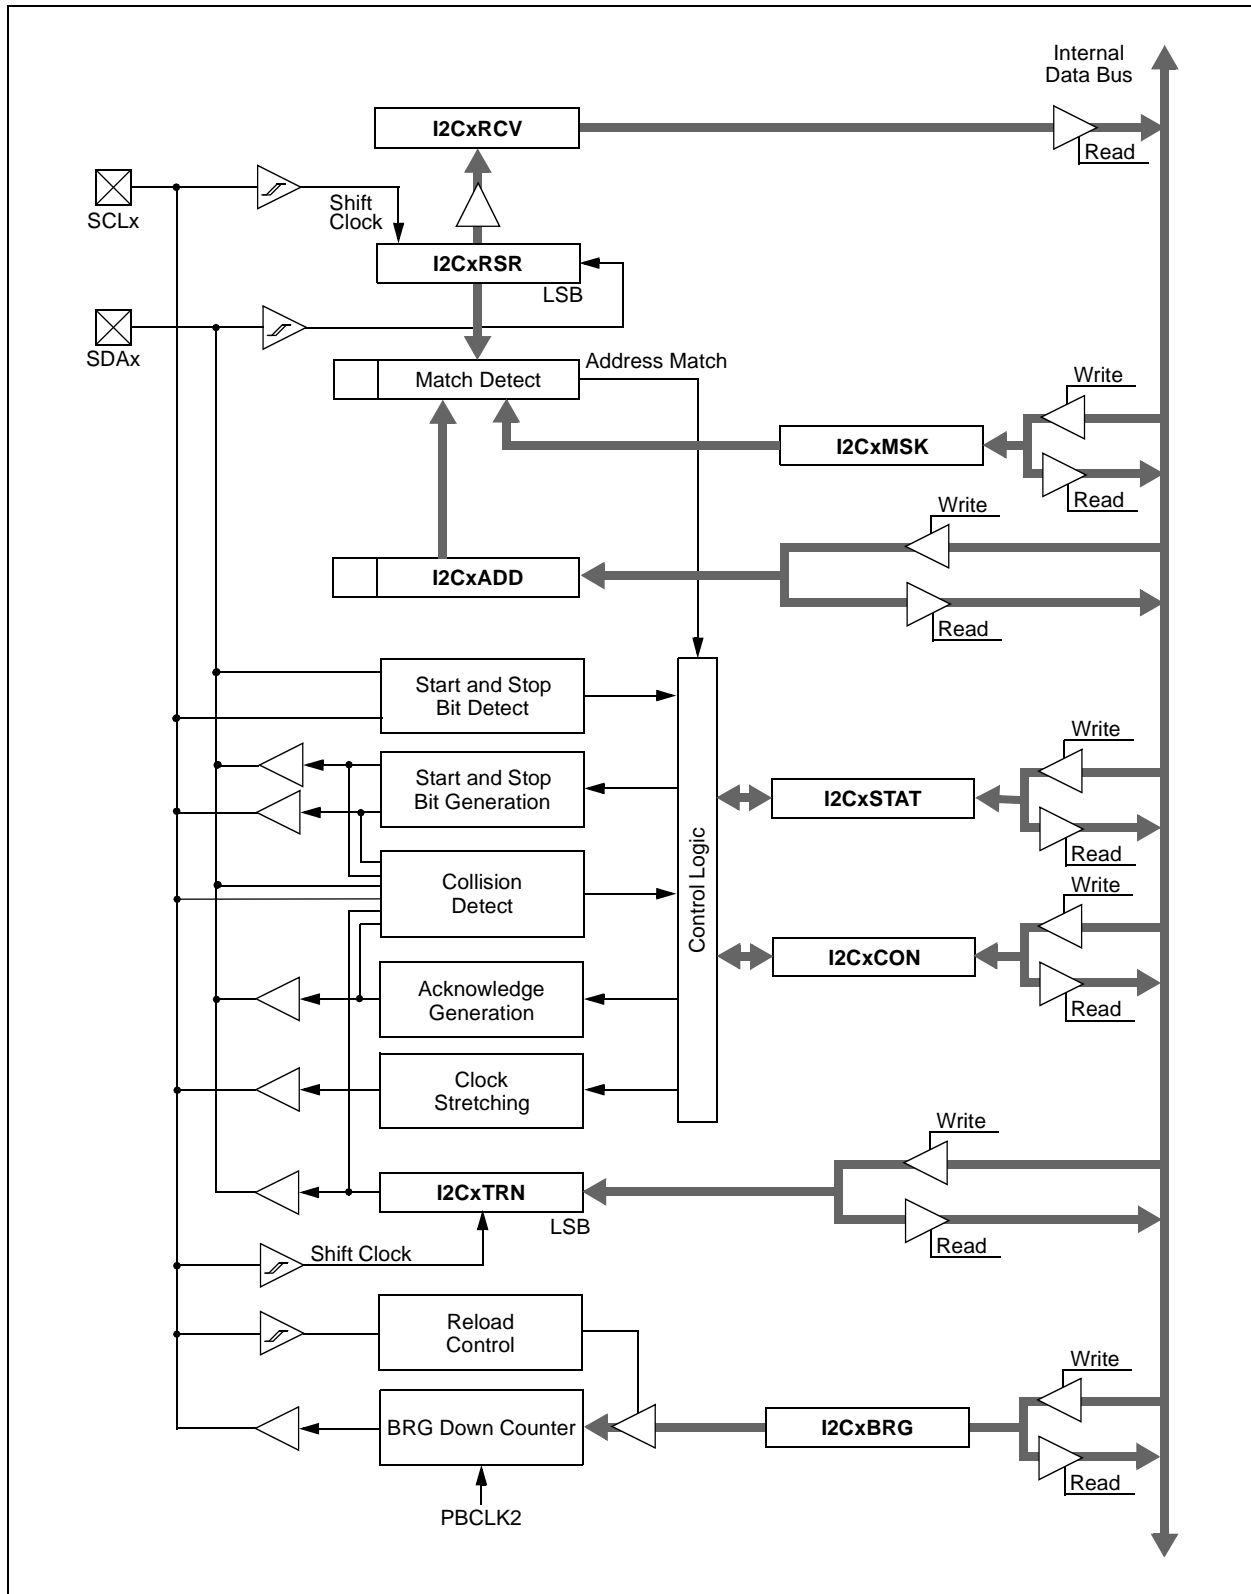 Internal
Data Bus
I2CxRCV
Read
SCLx
Shift
Clock
I2CxRSR
LSB
SDAx
Address Match
Match Detect
Write
I2CxMSK
Read
Write
I2CxADD
Read
Start and Stop
Bit Detect
Write
Start and Stop
Bit Generation
I2CxSTAT
Read
Control Logic
Collision
Detect
Write
I2CxCON
Acknowledge
Generation
Read
Clock
Stretching
Write
I2CxTRN
LSB
Read
Shift Clock
Reload
Control
Write
BRG Down Counter
I2CxBRG
Read
PBCLK2